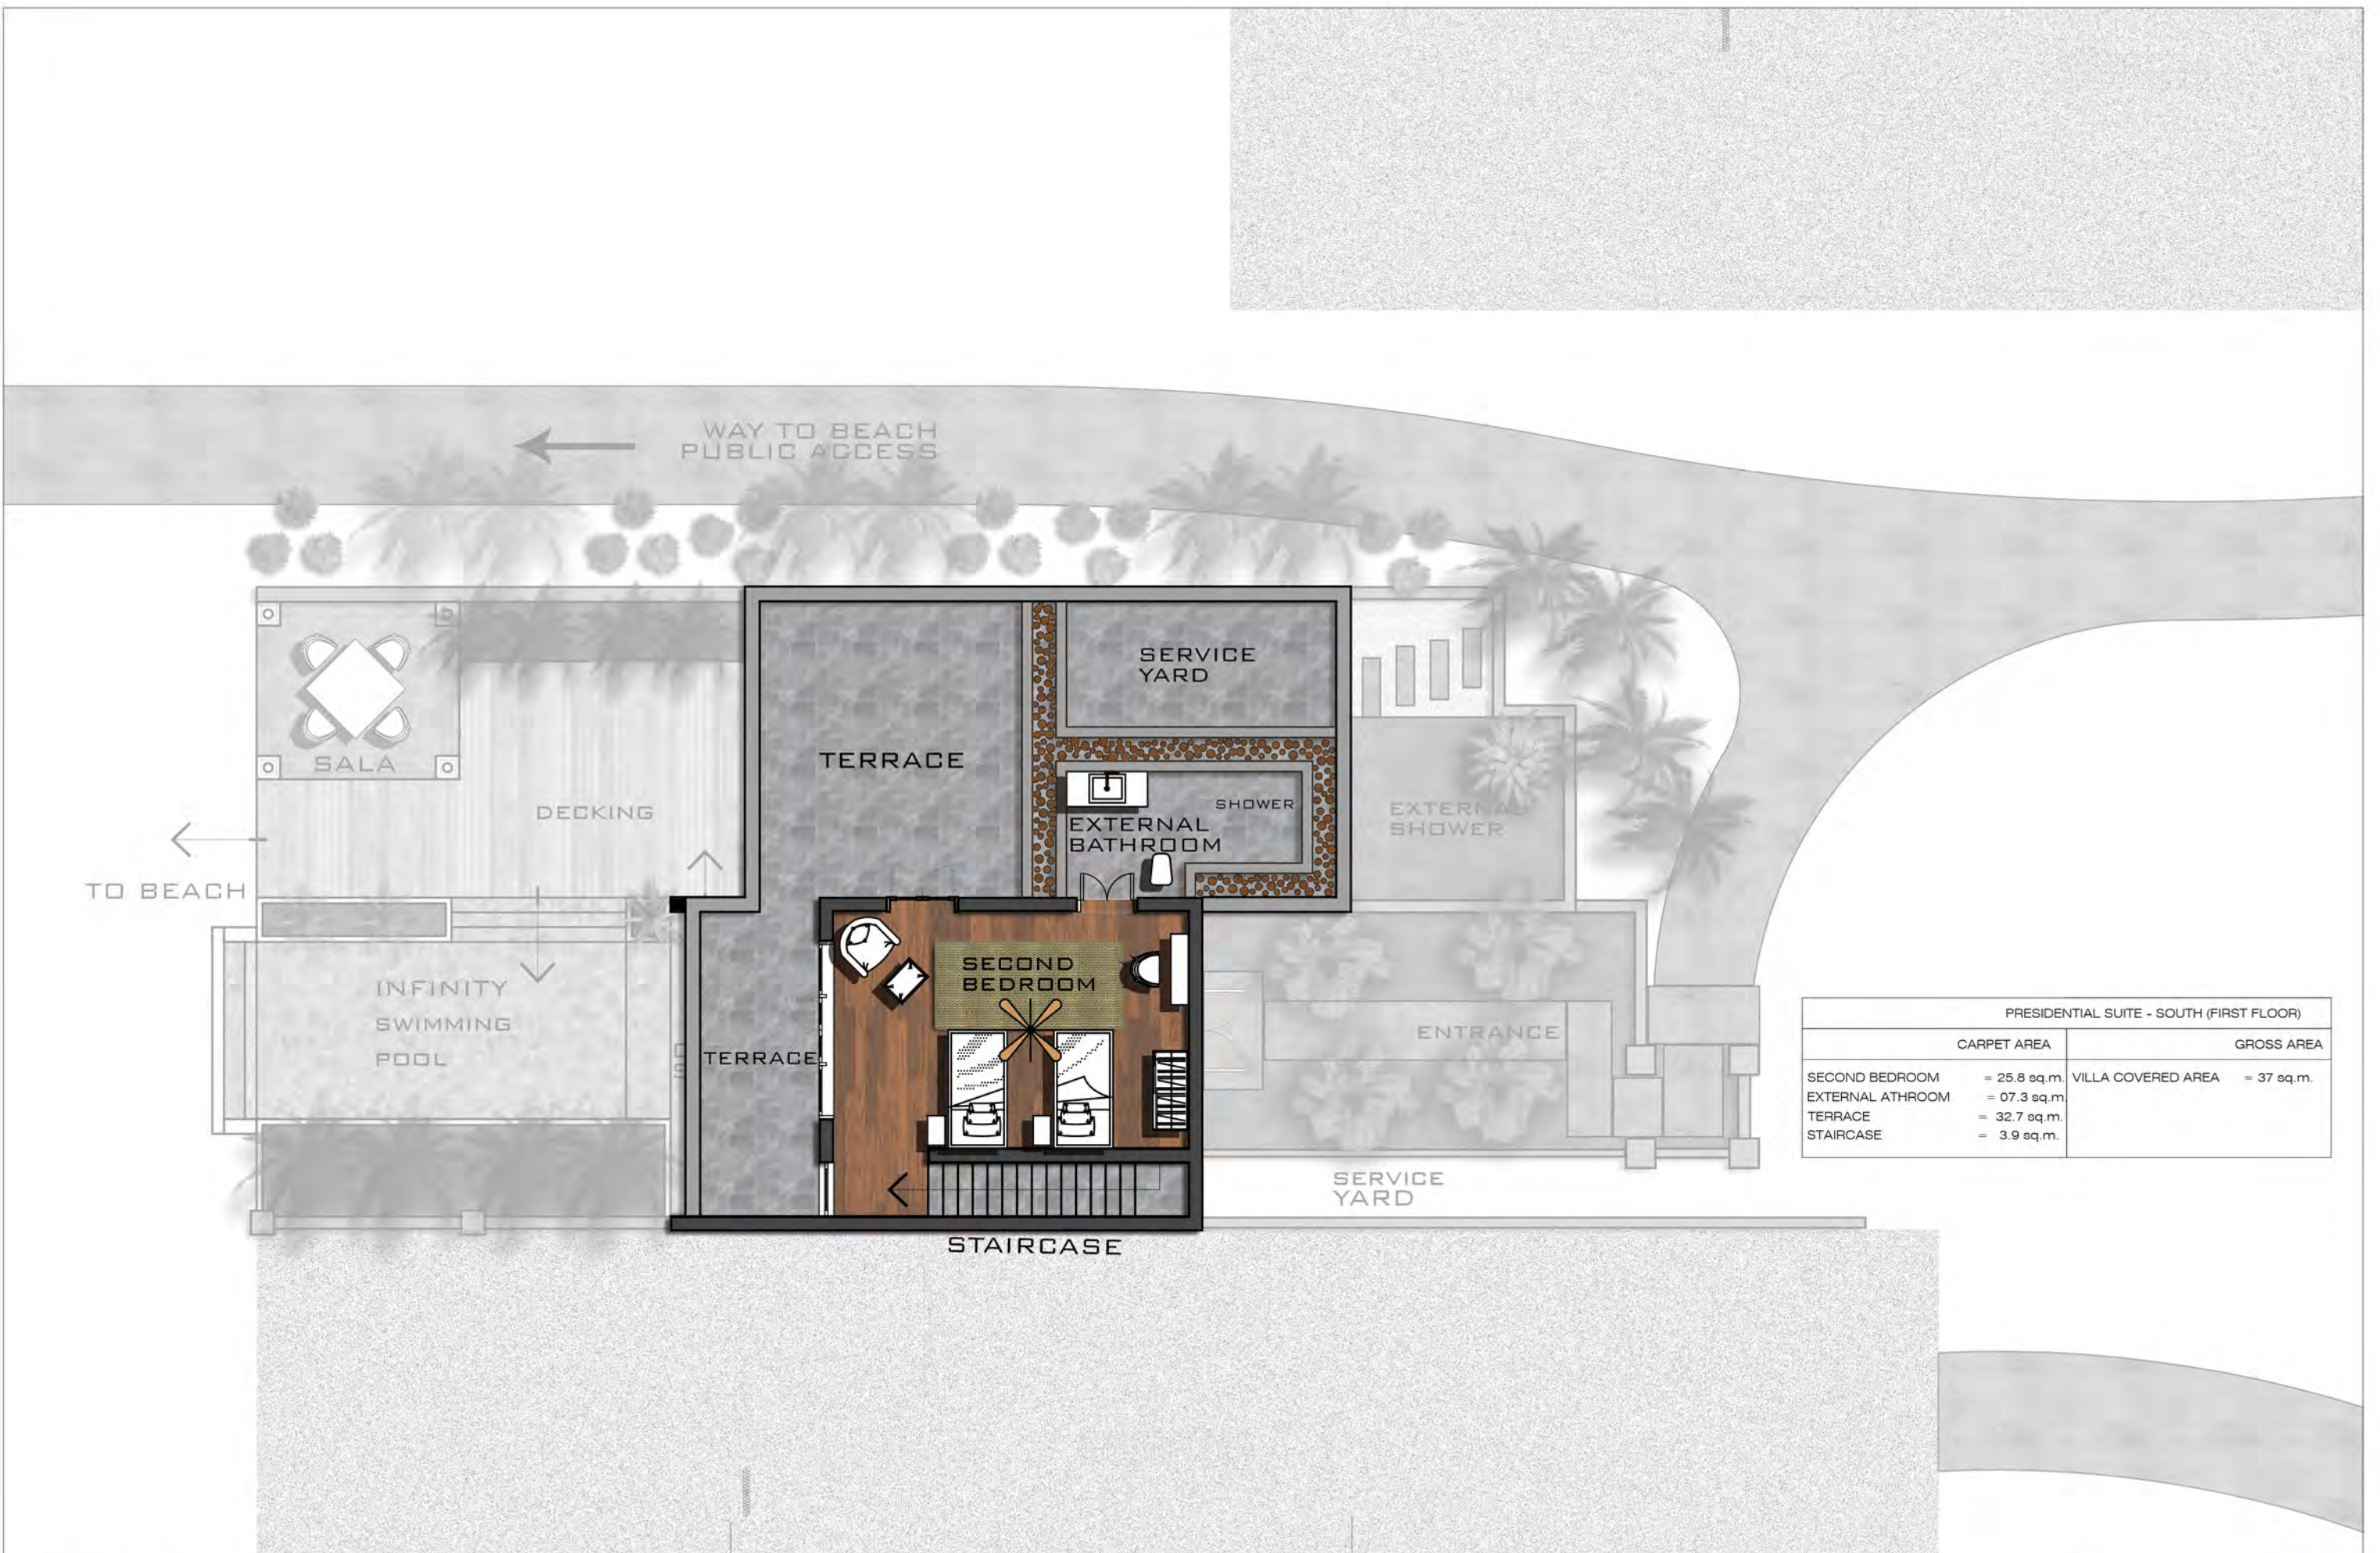 WAY TO BEACH
PUBLIC ACCESS
SERVICE
YARD
TERRACE
SALA
DECKING
SHOWER
EXTERNAL
BATHROOM
EXTERNAL
SHOWER
TO BEACH
SECOND
BEDROOM
INFINITY
SWIMMING
POOL
TERRACE
ENTRANCE
PRESIDENTIAL SUITE - SOUTH (FIRST FLOOR)
CARPET AREA GROSS AREA
SECOND BEDROOM = 25.8 sq.m. VILLA COVERED AREA = 37 sq.m.
EXTERNAL ATHROOM = 07.3 sq.m.
TERRACE = 32.7 sq.m.
STAIRCASE = 3.9 sq.m.
SERVICE
YARD
STAIRCASE